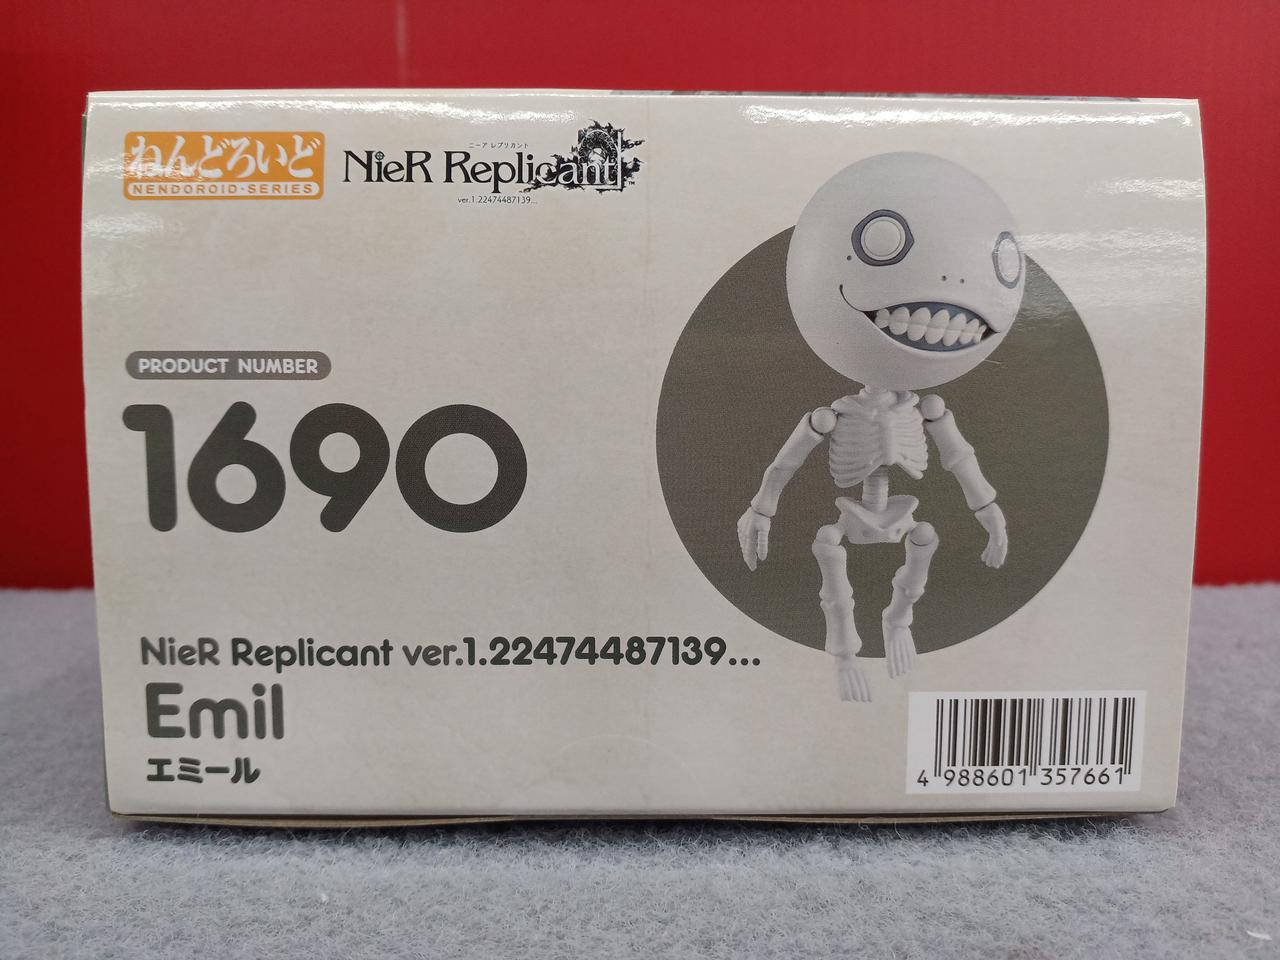 ねんどろいど
NENDOROID·SERIES
ニーア レプリカント
NieR Replicant™
ver.1.22474487139...
PRODUCT NUMBER
1690
NieR Replicant ver.1.22474487139...
Emil
エミール
4 988601 357661